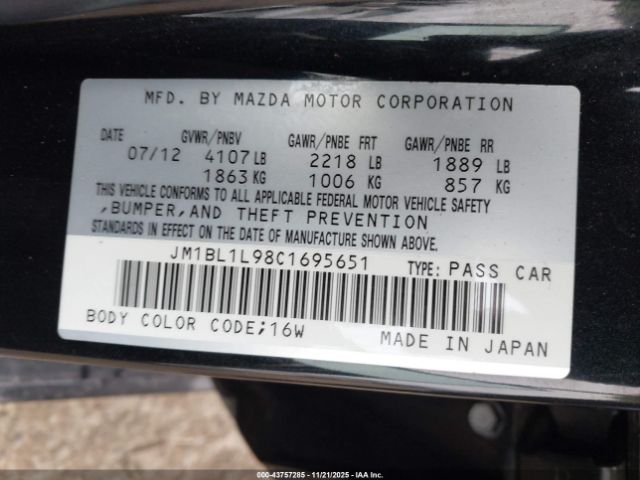 MFD. BY MAZDA MOTOR CORPORATION
DATE GVWR/PNBV GAWR/PNBE FRT GAWR/PNBE RR
07/12 4107 LB 2218 LB 1889 LB
1863 KG 1006 KG 857 KG
THIS VEHICLE CONFORMS TO ALL APPLICABLE FEDERAL MOTOR VEHICLE SAFETY
,BUMPER,AND THEFT PREVENTION
STANDARDS IN EFFECT ON THE DATE OF MANUFACTURE SHOWN ABOVE.
JM1BL1L98C1695651 TYPE: PASS CAR
BODY COLOR CODE;16W MADE IN JAPAN
000-43757285 - 11/21/2025 - IAA, Inc.